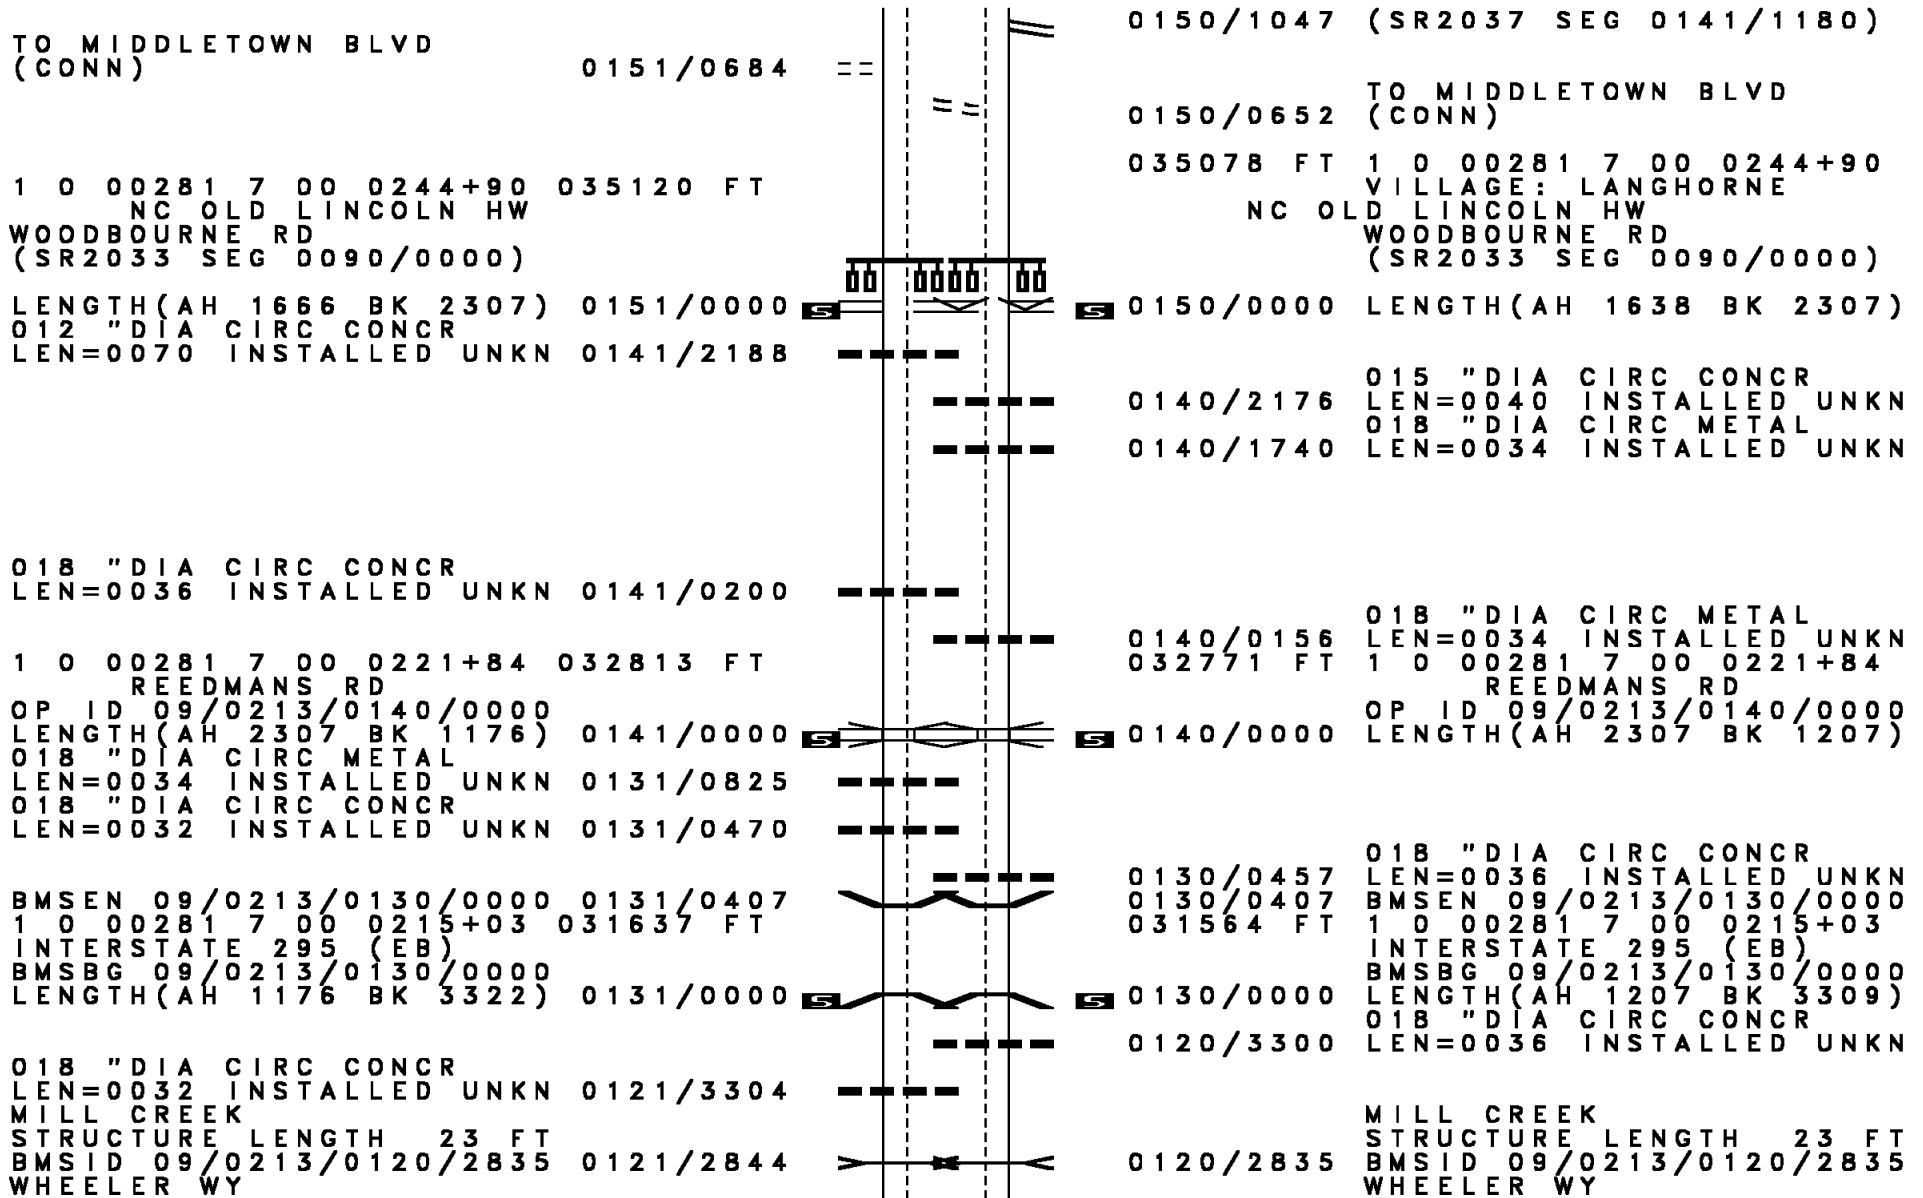 TO MIDDLETOWN BLVD
(CONN) 0151/0684
1 0 00281 7 00 0244+90 035120 FT
NC OLD LINCOLN HW
WOODBOURNE RD
(SR2033 SEG 0090/0000)
LENGTH(AH 1666 BK 2307) 0151/0000 S
012 "DIA CIRC CONCR
LEN=0070 INSTALLED UNKN 0141/2188
018 "DIA CIRC CONCR
LEN=0036 INSTALLED UNKN 0141/0200
1 0 00281 7 00 0221+84 032813 FT
REEDMANS RD
OP ID 09/0213/0140/0000
LENGTH(AH 2307 BK 1176) 0141/0000 S
018 "DIA CIRC METAL
LEN=0034 INSTALLED UNKN 0131/0825
018 "DIA CIRC CONCR
LEN=0032 INSTALLED UNKN 0131/0470
BMSEN 09/0213/0130/0000 0131/0407
1 0 00281 7 00 0215+03 031637 FT
INTERSTATE 295 (EB)
BMSBG 09/0213/0130/0000
LENGTH(AH 1176 BK 3322) 0131/0000 S
018 "DIA CIRC CONCR
LEN=0032 INSTALLED UNKN 0121/3304
MILL CREEK
STRUCTURE LENGTH 23 FT
BMSID 09/0213/0120/2835 0121/2844
WHEELER WY
0150/1047 (SR2037 SEG 0141/1180)
TO MIDDLETOWN BLVD
0150/0652 (CONN)
035078 FT 1 0 00281 7 00 0244+90
VILLAGE: LANGHORNE
NC OLD LINCOLN HW
WOODBOURNE RD
(SR2033 SEG 0090/0000)
S 0150/0000 LENGTH(AH 1638 BK 2307)
015 "DIA CIRC CONCR
0140/2176 LEN=0040 INSTALLED UNKN
018 "DIA CIRC METAL
0140/1740 LEN=0034 INSTALLED UNKN
018 "DIA CIRC METAL
0140/0156 LEN=0034 INSTALLED UNKN
032771 FT 1 0 00281 7 00 0221+84
REEDMANS RD
OP ID 09/0213/0140/0000
S 0140/0000 LENGTH(AH 2307 BK 1207)
018 "DIA CIRC CONCR
0130/0457 LEN=0036 INSTALLED UNKN
0130/0407 BMSEN 09/0213/0130/0000
031564 FT 1 0 00281 7 00 0215+03
INTERSTATE 295 (EB)
BMSBG 09/0213/0130/0000
S 0130/0000 LENGTH(AH 1207 BK 3309)
018 "DIA CIRC CONCR
0120/3300 LEN=0036 INSTALLED UNKN
MILL CREEK
STRUCTURE LENGTH 23 FT
0120/2835 BMSID 09/0213/0120/2835
WHEELER WY